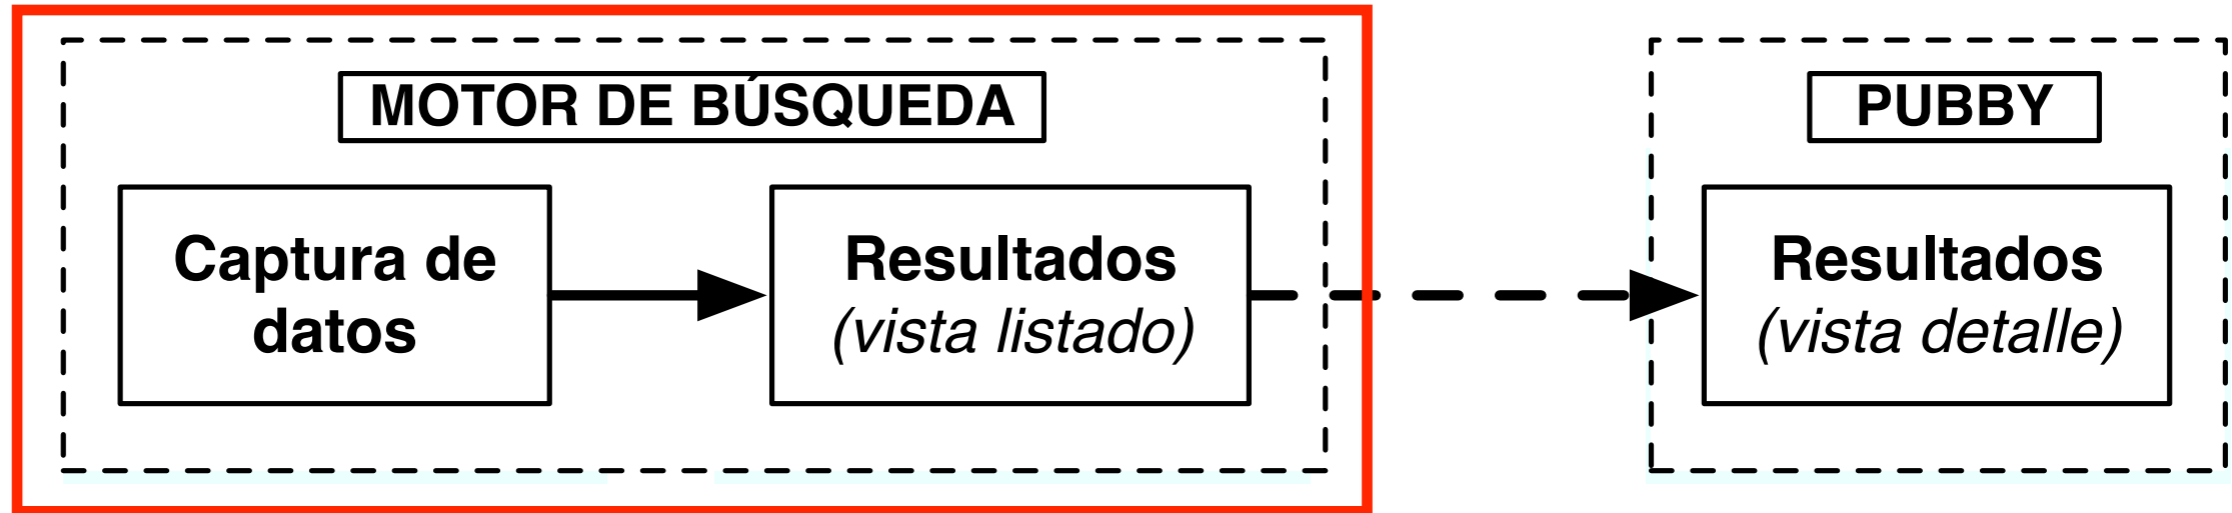 MOTOR DE BÚSQUEDA
Captura de
datos
Resultados
(vista listado)
PUBBY
Resultados
(vista detalle)